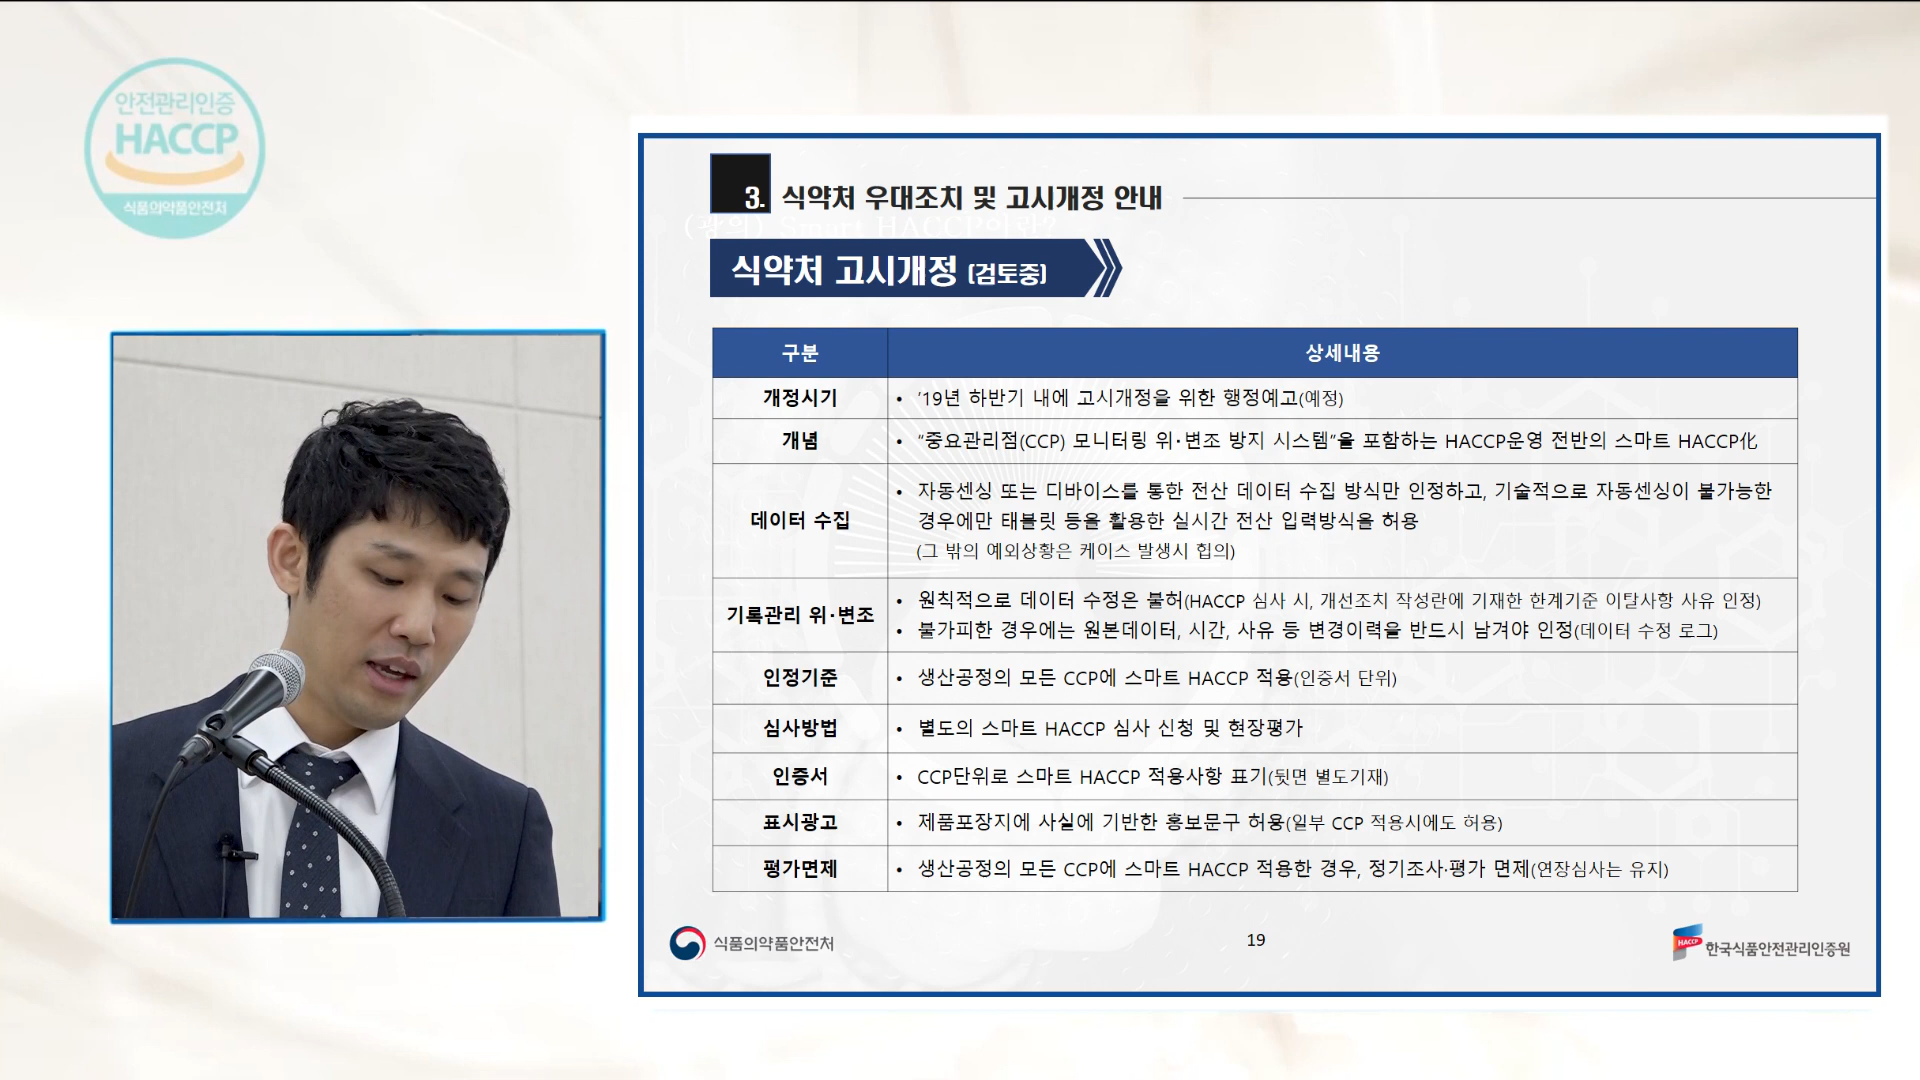 안전관리인증
HACCP
식품의약품안전처
3. 식약처 우대조치 및 고시개정 안내
(광의) Smart HACCP이란?
식약처 고시개정 (검토중)
구분 상세내용
개정시기 • '19년 하반기 내에 고시개정을 위한 행정예고(예정)
개념 • "중요관리점(CCP) 모니터링 위·변조 방지 시스템"을 포함하는 HACCP운영 전반의 스마트 HACCP化
데이터 수집 • 자동센싱 또는 디바이스를 통한 전산 데이터 수집 방식만 인정하고, 기술적으로 자동센싱이 불가능한
경우에만 태블릿 등을 활용한 실시간 전산 입력방식을 허용
(그 밖의 예외상황은 케이스 발생시 협의)
기록관리 위·변조 • 원칙적으로 데이터 수정은 불허(HACCP 심사 시, 개선조치 작성란에 기재한 한계기준 이탈사항 사유 인정)
• 불가피한 경우에는 원본데이터, 시간, 사유 등 변경이력을 반드시 남겨야 인정(데이터 수정 로그)
인정기준 • 생산공정의 모든 CCP에 스마트 HACCP 적용(인증서 단위)
심사방법 • 별도의 스마트 HACCP 심사 신청 및 현장평가
인증서 • CCP단위로 스마트 HACCP 적용사항 표기(뒷면 별도기재)
표시광고 • 제품포장지에 사실에 기반한 홍보문구 허용(일부 CCP 적용시에도 허용)
평가면제 • 생산공정의 모든 CCP에 스마트 HACCP 적용한 경우, 정기조사·평가 면제(연장심사는 유지)
식품의약품안전처
19
HACCP 한국식품안전관리인증원